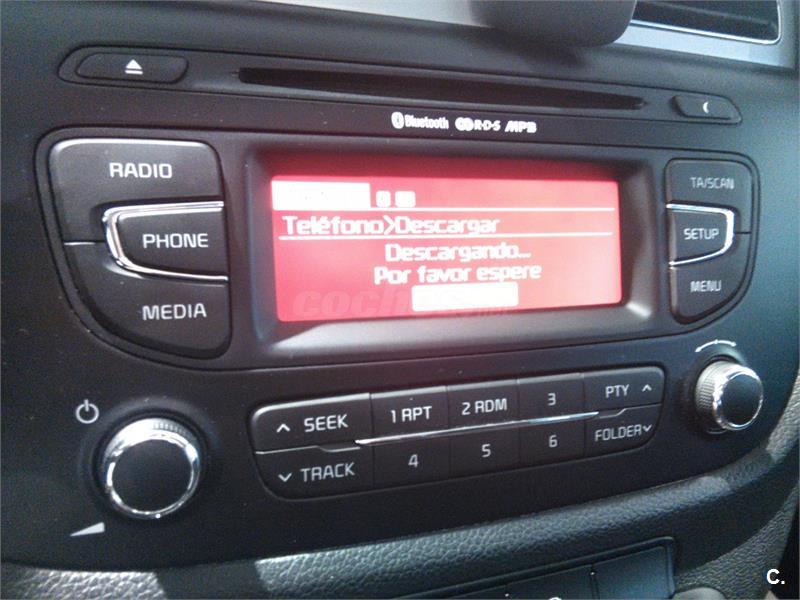 Bluetooth R·D·S MP3
RADIO
PHONE
MEDIA
Teléfono>Descargar
Descargando...
Por favor espere
TA/SCAN
SETUP
MENU
SEEK
TRACK
1 RPT
2 RDM
3
4
5
6
PTY
FOLDER
C.